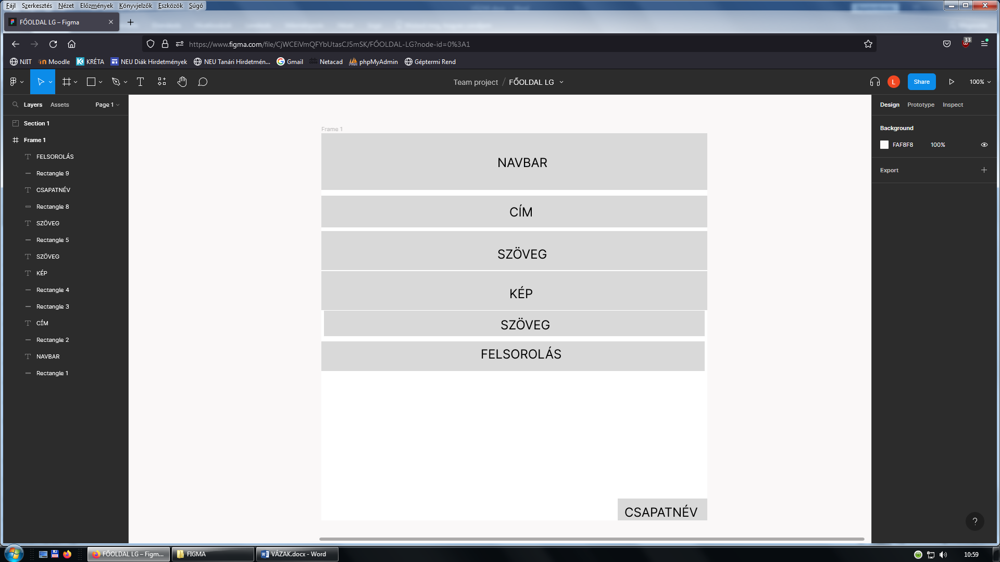 Fájl Szerkesztés Nézet Előzmények Könyvjelzők Eszközök Súgó
FŐOLDAL LG – Figma
https://www.figma.com/file/CjWCEiVmQFYbUtasCJ5mSK/FŐOLDAL-LG?node-id=0%3A1
33
NJIT Moodle KRÉTA NEU Diák Hirdetmények NEU Tanári Hirdetmén... Gmail Netacad phpMyAdmin Géptermi Rend
Team project / FŐOLDAL LG
L
Share
100%
Layers Assets Page 1
Design Prototype Inspect
Section 1
Frame 1
FELSOROLÁS
Rectangle 9
CSAPATNÉV
Rectangle 8
SZÖVEG
Rectangle 5
SZÖVEG
KÉP
Rectangle 4
Rectangle 3
CÍM
Rectangle 2
NAVBAR
Rectangle 1
Frame 1
NAVBAR
CÍM
SZÖVEG
KÉP
SZÖVEG
FELSOROLÁS
CSAPATNÉV
Background
FAF8F8 100%
Export
?
FŐOLDAL LG – Figm...
FIGMA
VÁZAK.docx - Word
10:59